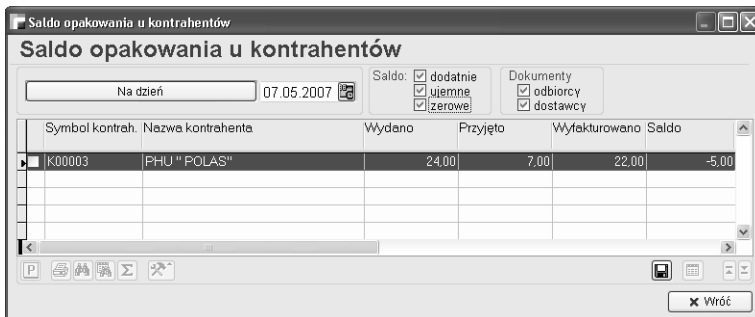 Saldo opakowania u kontrahentów
Saldo opakowania u kontrahentów
Na dzień 07.05.2007 Saldo: dodatnie ujemne zerowe Dokumenty odbiorcy dostawcy
Symbol kontrah. Nazwa kontrahenta Wydano Przyjęto Wyfakturowano Saldo
K00003 PHU " POLAS" 24,00 7,00 22,00 -5,00
P Σ
Wróć